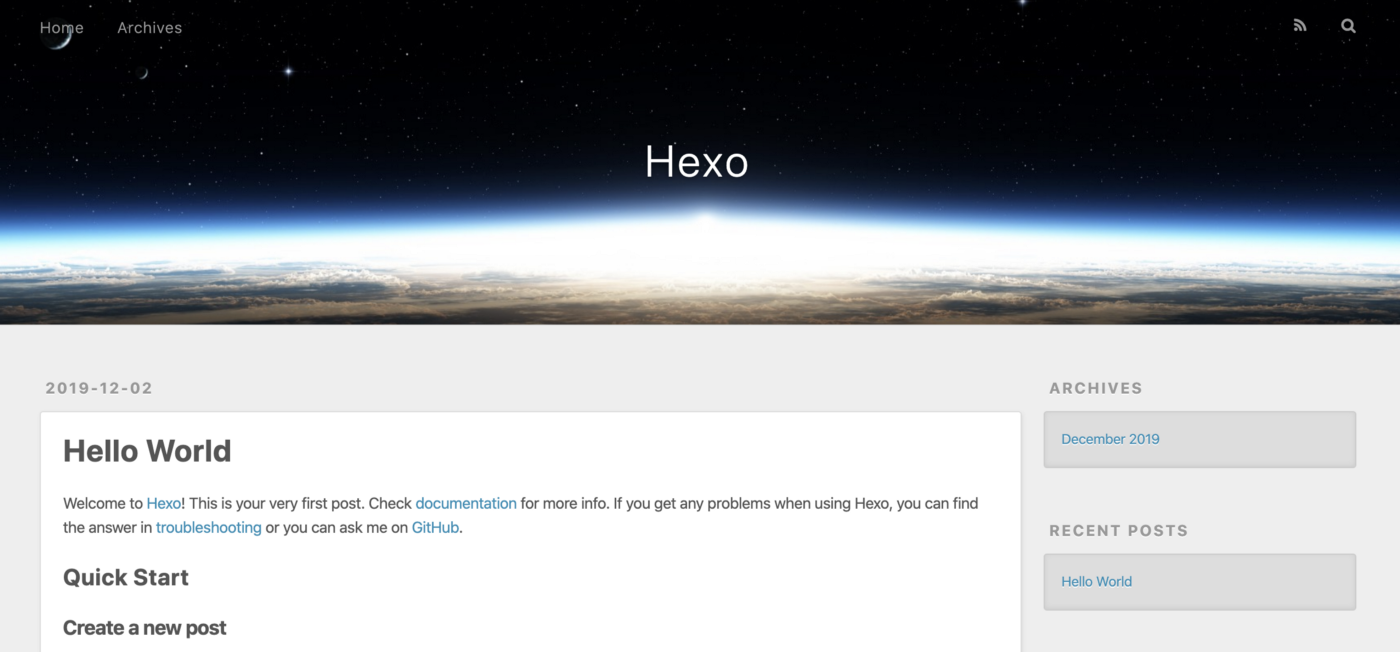 Home Archives
Hexo
2019-12-02
Hello World
Welcome to Hexo! This is your very first post. Check documentation for more info. If you get any problems when using Hexo, you can find
the answer in troubleshooting or you can ask me on GitHub.
Quick Start
Create a new post
ARCHIVES
December 2019
RECENT POSTS
Hello World